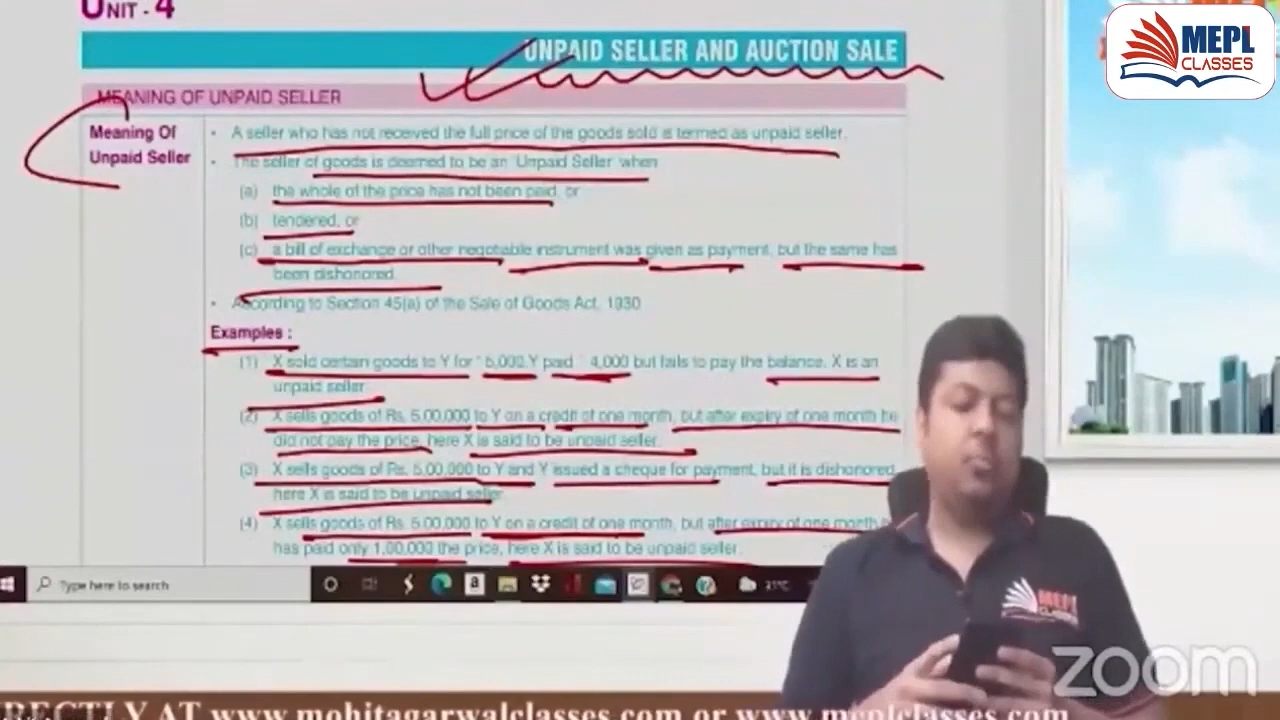 UNIT - 4
MEPL
CLASSES
UNPAID SELLER AND AUCTION SALE
MEANING OF UNPAID SELLER
Meaning Of
Unpaid Seller
• A seller who has not received the full price of the goods sold is termed as unpaid seller.
• The seller of goods is deemed to be an 'Unpaid Seller' when
(a) the whole of the price has not been paid, or
(b) tendered, or
(c) a bill of exchange or other negotiable instrument was given as payment, but the same has
been dishonored.
• According to Section 45(a) of the Sale of Goods Act, 1930
Examples :
(1) X sold certain goods to Y for ` 5,000.Y paid ` 4,000 but fails to pay the balance. X is an
unpaid seller.
(2) X sells goods of Rs. 5,00,000 to Y on a credit of one month, but after expiry of one month he
did not pay the price, here X is said to be unpaid seller.
(3) X sells goods of Rs. 5,00,000 to Y and Y issued a cheque for payment, but it is dishonored,
here X is said to be unpaid seller.
(4) X sells goods of Rs. 5,00,000 to Y on a credit of one month, but after expiry of one month
has paid only 1,00,000 the price, here X is said to be unpaid seller.
Type here to search
21°C
MEPL
CLASSES
zoom
RECTLY AT www.mohitagarwalclasses.com or www.meplclasses.com